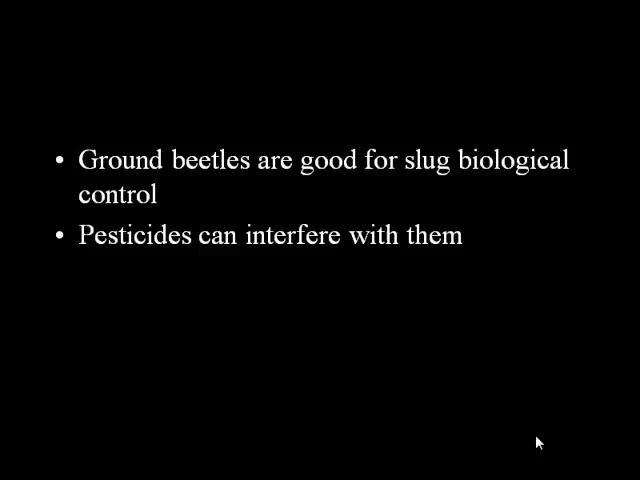 • Ground beetles are good for slug biological
control
• Pesticides can interfere with them